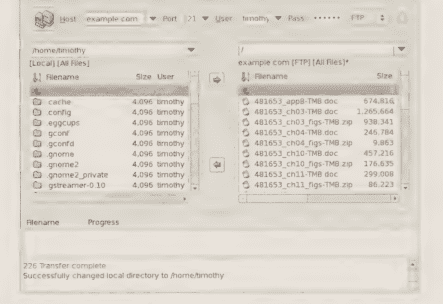 Host example.com Port 21 User timothy Pass FTP
/home/timothy
[Local] [All Files]
Filename Size User
.cache 4,096 timothy
.config 4,096 timothy
.eggcups 4,096 timothy
.gconf 4,096 timothy
.gconfd 4,096 timothy
.gnome 4,096 timothy
.gnome2 4,096 timothy
.gnome2_private 4,096 timothy
.gstreamer-0.10 4,096 timothy
/
example.com [FTP] [All Files]*
Filename Size
481653_appB-TMB.doc 674,816
481653_ch03-TMB.doc 1,265,664
481653_ch03_figs-TMB.zip 938,341
481653_ch04-TMB.doc 246,784
481653_ch04_figs-TMB.zip 9,863
481653_ch10-TMB.doc 457,216
481653_ch10_figs-TMB.zip 176,635
481653_ch11-TMB.doc 299,008
481653_ch11_figs-TMB.zip 86,223
Filename Progress
226 Transfer complete
Successfully changed local directory to /home/timothy